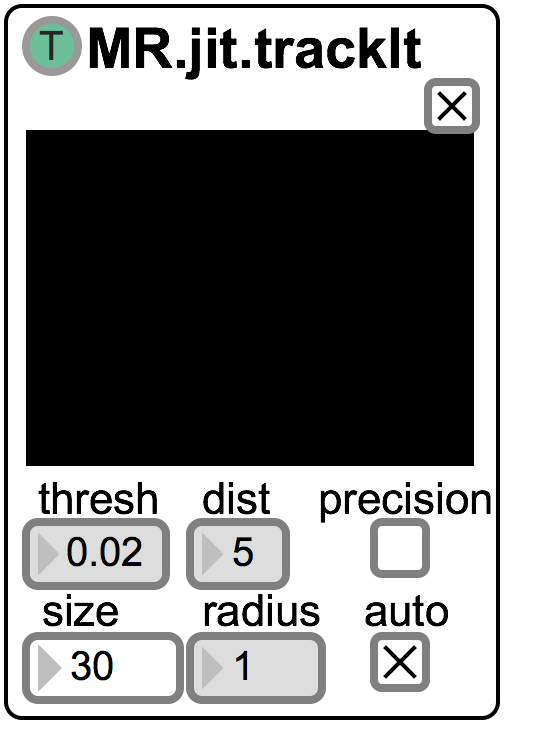 T MR.jit.trackIt
thresh dist precision
0.02 5
size radius auto
30 1